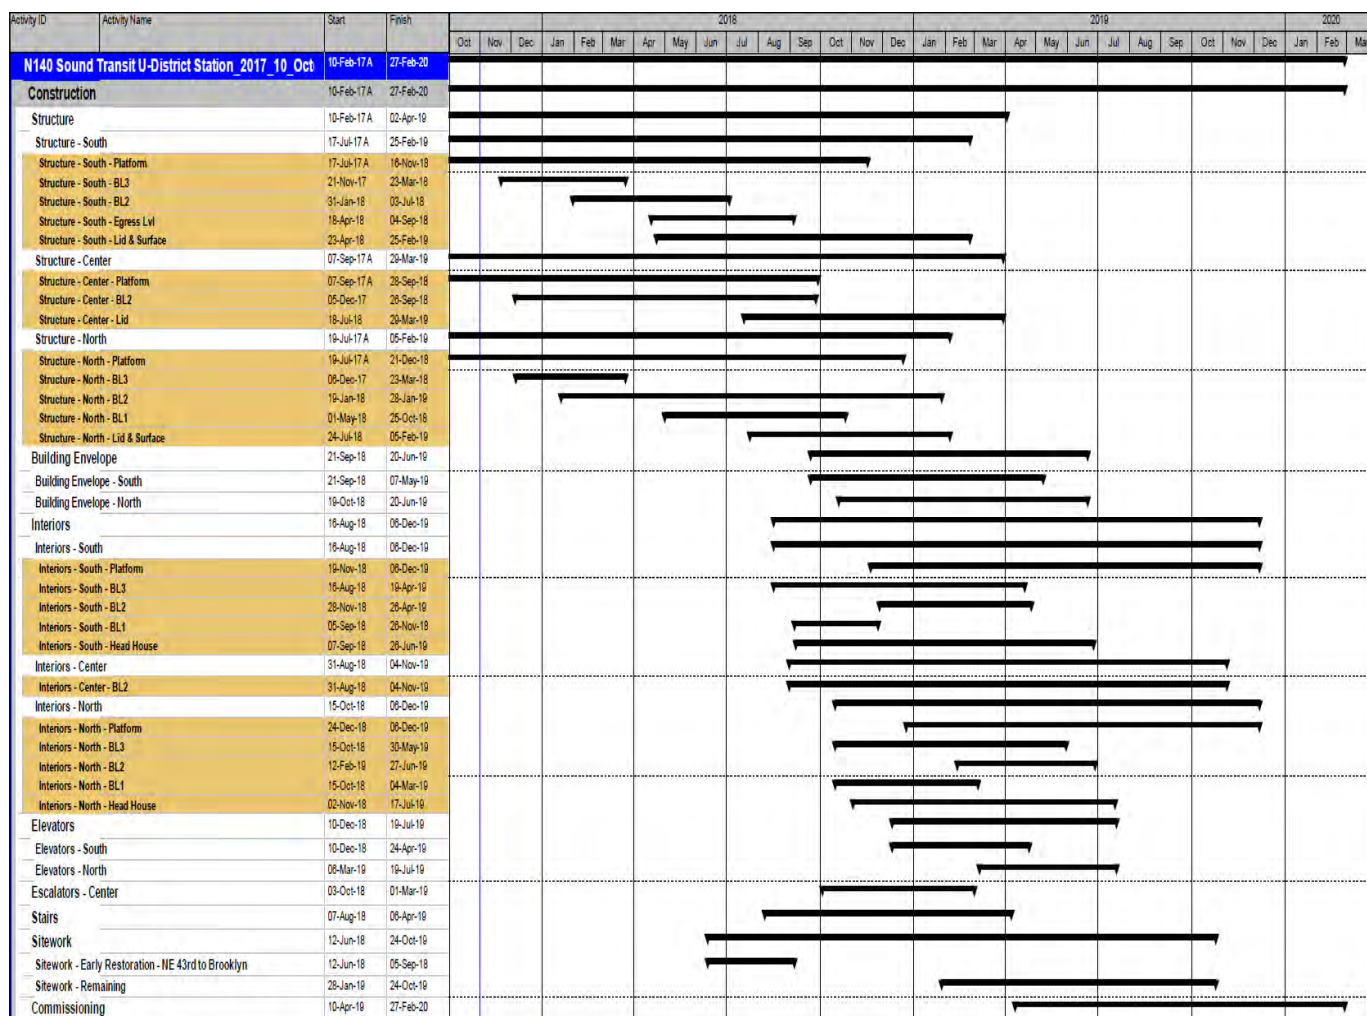 Activity ID Activity Name Start Finish 2018 2019 2020
Oct Nov Dec Jan Feb Mar Apr May Jun Jul Aug Sep Oct Nov Dec Jan Feb Mar Apr May Jun Jul Aug Sep Oct Nov Dec Jan Feb Ma
N140 Sound Transit U-District Station_2017_10_Oct 10-Feb-17 A 27-Feb-20
Construction 10-Feb-17 A 27-Feb-20
Structure 10-Feb-17 A 02-Apr-19
Structure - South 17-Jul-17 A 25-Feb-19
Structure - South - Platform 17-Jul-17 A 16-Nov-18
Structure - South - BL3 21-Nov-17 23-Mar-18
Structure - South - BL2 31-Jan-18 03-Jul-18
Structure - South - Egress Lvl 18-Apr-18 04-Sep-18
Structure - South - Lid & Surface 23-Apr-18 25-Feb-19
Structure - Center 07-Sep-17 A 29-Mar-19
Structure - Center - Platform 07-Sep-17 A 28-Sep-18
Structure - Center - BL2 05-Dec-17 26-Sep-18
Structure - Center - Lid 18-Jul-18 29-Mar-19
Structure - North 19-Jul-17 A 05-Feb-19
Structure - North - Platform 19-Jul-17 A 21-Dec-18
Structure - North - BL3 06-Dec-17 23-Mar-18
Structure - North - BL2 19-Jan-18 28-Jan-19
Structure - North - BL1 01-May-18 25-Oct-18
Structure - North - Lid & Surface 24-Jul-18 05-Feb-19
Building Envelope 21-Sep-18 20-Jun-19
Building Envelope - South 21-Sep-18 07-May-19
Building Envelope - North 19-Oct-18 20-Jun-19
Interiors 16-Aug-18 06-Dec-19
Interiors - South 16-Aug-18 06-Dec-19
Interiors - South - Platform 19-Nov-18 06-Dec-19
Interiors - South - BL3 16-Aug-18 19-Apr-19
Interiors - South - BL2 28-Nov-18 26-Apr-19
Interiors - South - BL1 05-Sep-18 26-Nov-18
Interiors - South - Head House 07-Sep-18 26-Jun-19
Interiors - Center 31-Aug-18 04-Nov-19
Interiors - Center - BL2 31-Aug-18 04-Nov-19
Interiors - North 15-Oct-18 06-Dec-19
Interiors - North - Platform 24-Dec-18 06-Dec-19
Interiors - North - BL3 15-Oct-18 30-May-19
Interiors - North - BL2 12-Feb-19 27-Jun-19
Interiors - North - BL1 15-Oct-18 04-Mar-19
Interiors - North - Head House 02-Nov-18 17-Jul-19
Elevators 10-Dec-18 19-Jul-19
Elevators - South 10-Dec-18 24-Apr-19
Elevators - North 06-Mar-19 19-Jul-19
Escalators - Center 03-Oct-18 01-Mar-19
Stairs 07-Aug-18 06-Apr-19
Sitework 12-Jun-18 24-Oct-19
Sitework - Early Restoration - NE 43rd to Brooklyn 12-Jun-18 05-Sep-18
Sitework - Remaining 28-Jan-19 24-Oct-19
Commissioning 10-Apr-19 27-Feb-20